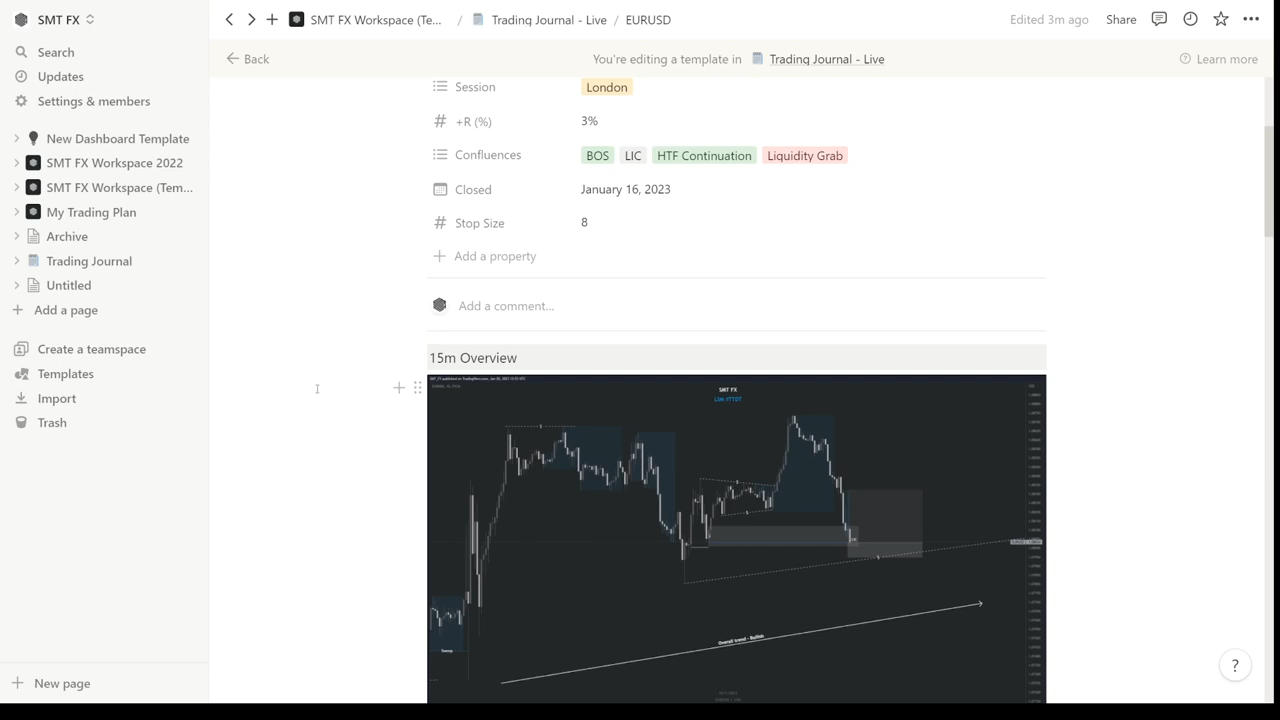 SMT FX
SMT FX Workspace (Te... / Trading Journal - Live / EURUSD
Edited 3m ago
Share
Search
Updates
Settings & members
New Dashboard Template
SMT FX Workspace 2022
SMT FX Workspace (Tem...
My Trading Plan
Archive
Trading Journal
Untitled
Add a page
Create a teamspace
Templates
Import
Trash
New page
Back
You're editing a template in Trading Journal - Live
Learn more
Session London
+R (%) 3%
Confluences BOS LIC HTF Continuation Liquidity Grab
Closed January 16, 2023
Stop Size 8
Add a property
Add a comment...
15m Overview
SMT FX
Overall trend - Bullish
Sweep
?